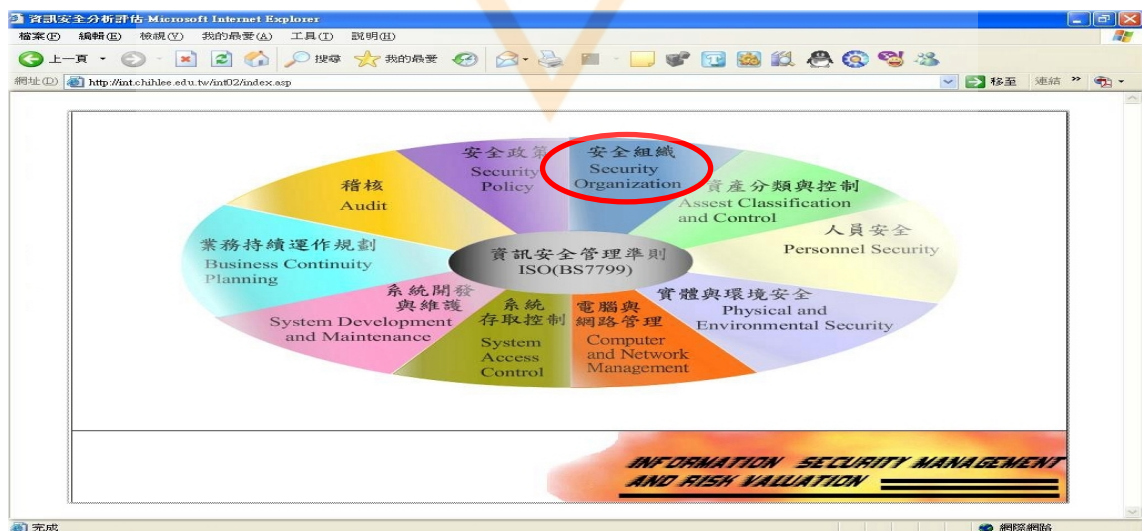 資訊安全分析評估-Microsoft Internet Explorer
檔案(F) 編輯(E) 檢視(V) 我的最愛(A) 工具(T) 說明(H)
上一頁 搜尋 我的最愛
網址(D) http://int.chihlee.edu.tw/int02/index.asp 移至 連結 »
安全政策
Security
Policy
安全組織
Security
Organization
資產分類與控制
Assest Classification
and Control
人員安全
Personnel Security
實體與環境安全
Physical and
Environmental Security
電腦與
網路管理
Computer
and Network
Management
系統
存取控制
System
Access
Control
系統開發
與維護
System Development
and Maintenance
業務持續運作規劃
Business Continuity
Planning
稽核
Audit
資訊安全管理準則
ISO(BS7799)
INFORMATION SECURITY MANAGEMENT
AND RISK VALUATION
完成 網際網路